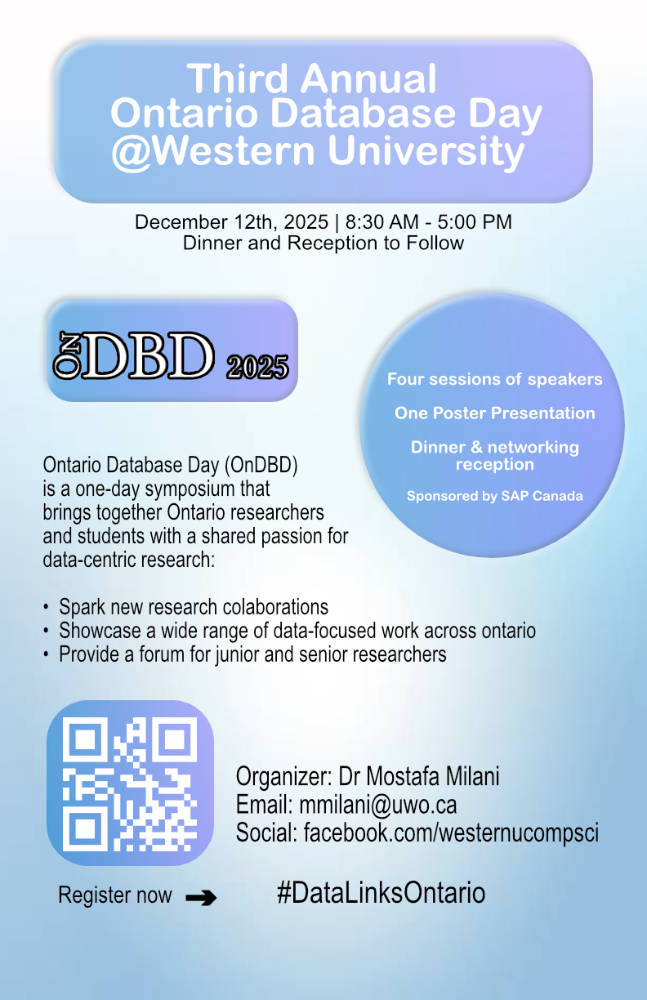 Third Annual
Ontario Database Day
@Western University
December 12th, 2025 | 8:30 AM - 5:00 PM
Dinner and Reception to Follow
ONDBD 2025
Four sessions of speakers
One Poster Presentation
Dinner & networking
reception
Sponsored by SAP Canada
Ontario Database Day (OnDBD)
is a one-day symposium that
brings together Ontario researchers
and students with a shared passion for
data-centric research:
• Spark new research colaborations
• Showcase a wide range of data-focused work across ontario
• Provide a forum for junior and senior researchers
Organizer: Dr Mostafa Milani
Email: mmilani@uwo.ca
Social: facebook.com/westernucompsci
Register now
#DataLinksOntario